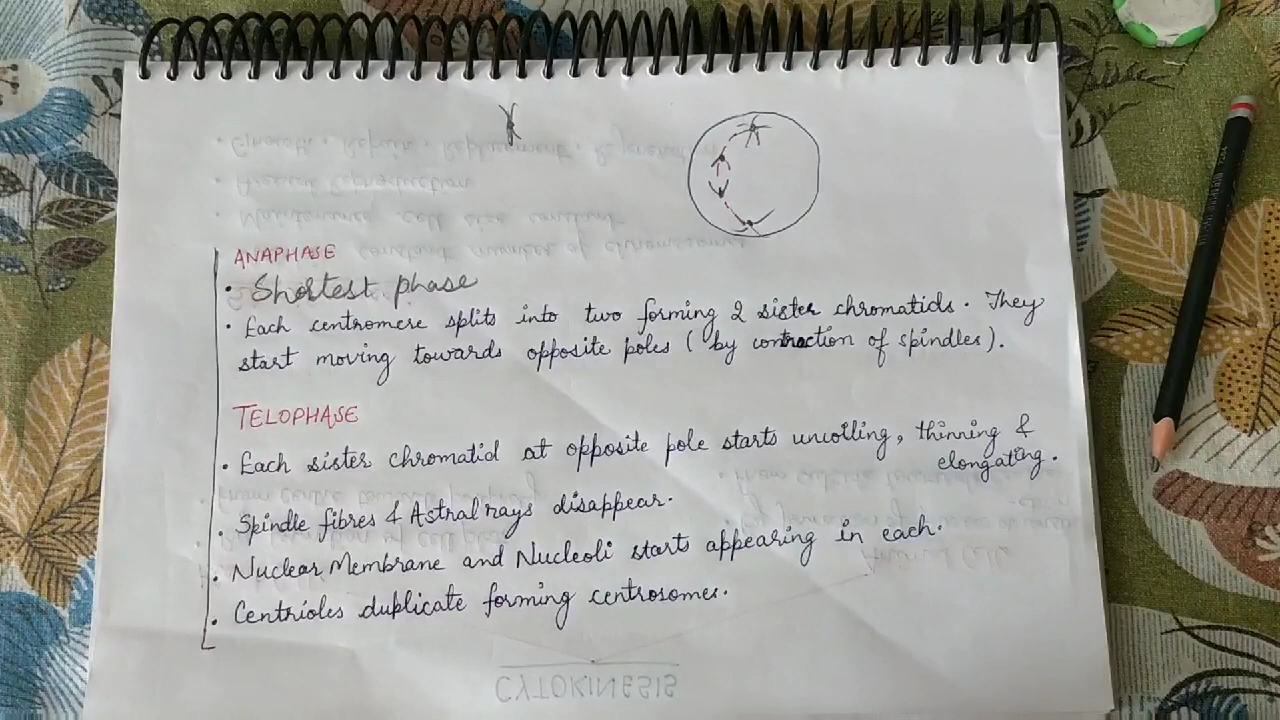 ANAPHASE
• Shortest phase
• Each centromere splits into two forming 2 sister chromatids. They
start moving towards opposite poles (by contraction of spindles).
TELOPHASE
• Each sister chromatid at opposite pole starts uncoiling, thinning &
elongating.
• Spindle fibres & Astral rays disappear.
• Nuclear Membrane and Nucleoli starts appearing in each.
• Centrioles duplicate forming centrosomes.
CYTOKINESIS